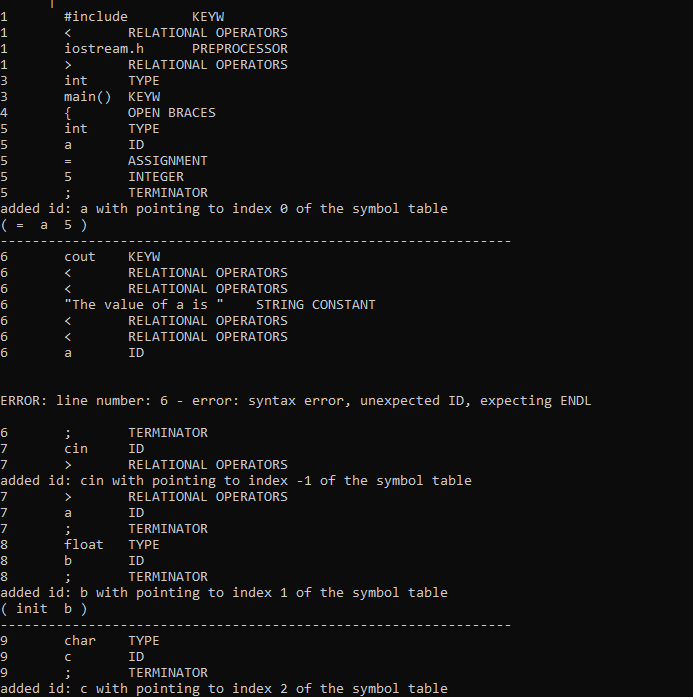 1 #include KEYW
1 < RELATIONAL OPERATORS
1 iostream.h PREPROCESSOR
1 > RELATIONAL OPERATORS
3 int TYPE
3 main() KEYW
4 { OPEN BRACES
5 int TYPE
5 a ID
5 = ASSIGNMENT
5 5 INTEGER
5 ; TERMINATOR
added id: a with pointing to index 0 of the symbol table
( = a 5 )
----------------------------------------------------------------
6 cout KEYW
6 < RELATIONAL OPERATORS
6 < RELATIONAL OPERATORS
6 "The value of a is " STRING CONSTANT
6 < RELATIONAL OPERATORS
6 < RELATIONAL OPERATORS
6 a ID
ERROR: line number: 6 - error: syntax error, unexpected ID, expecting ENDL
6 ; TERMINATOR
7 cin ID
7 > RELATIONAL OPERATORS
added id: cin with pointing to index -1 of the symbol table
7 > RELATIONAL OPERATORS
7 a ID
7 ; TERMINATOR
8 float TYPE
8 b ID
8 ; TERMINATOR
added id: b with pointing to index 1 of the symbol table
( init b )
----------------------------------------------------------------
9 char TYPE
9 c ID
9 ; TERMINATOR
added id: c with pointing to index 2 of the symbol table